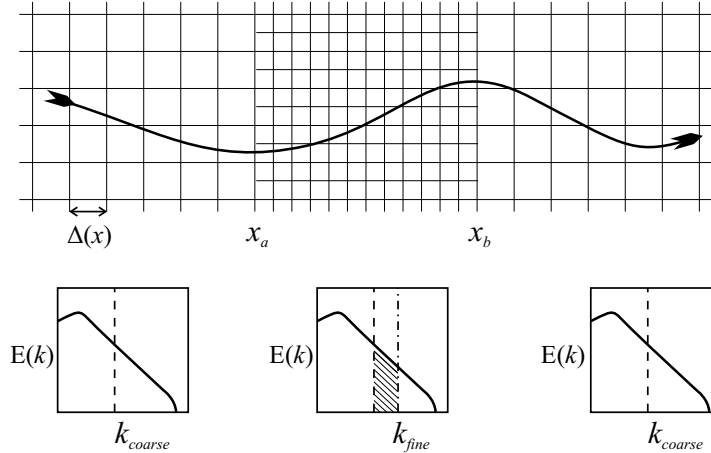 Δ(x) x_a x_b
E(k) E(k) E(k)
k_coarse k_fine k_coarse